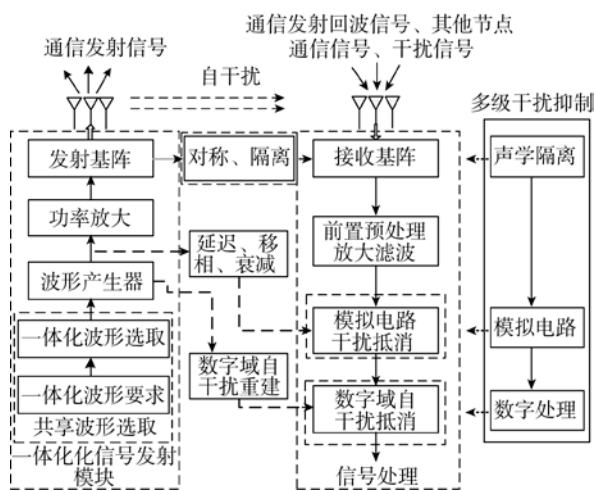 通信发射信号
通信发射回波信号、其他节点
通信信号、干扰信号
自干扰
多级干扰抑制
发射基阵
对称、隔离
接收基阵
声学隔离
功率放大
延迟、移
相、衰减
前置预处理
放大滤波
波形产生器
一体化波形选取
数字域自
干扰重建
模拟电路
干扰抵消
模拟电路
一体化波形要求
共享波形选取
数字域自
干扰抵消
数字处理
一体化化信号发射
模块
信号处理